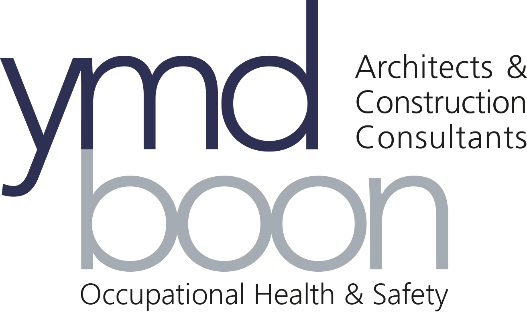 ymd
Architects &
Construction
Consultants
boon
Occupational Health & Safety